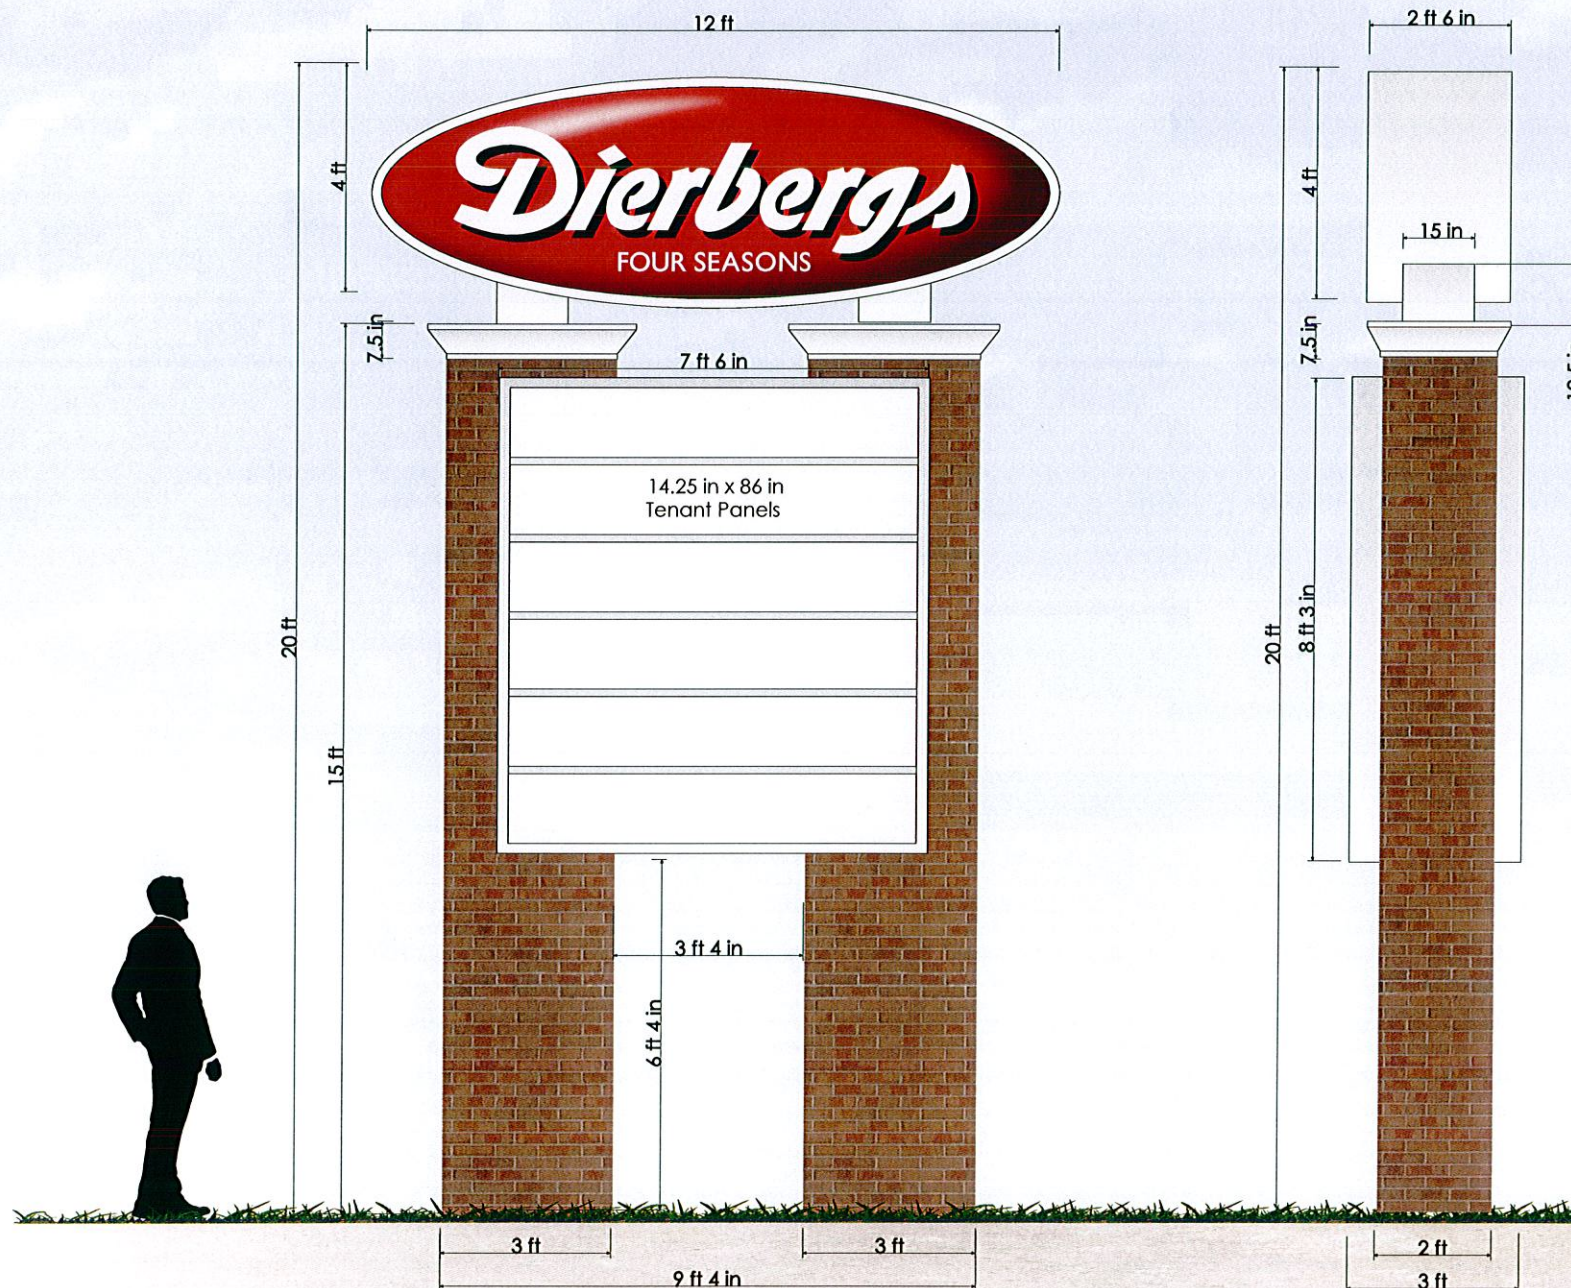 12 ft
2 ft 6 in
4 ft
Dierbergs
FOUR SEASONS
4 ft
15 in
7.5 in
7 ft 6 in
7.5 in
14.25 in x 86 in
Tenant Panels
20 ft
15 ft
20 ft
8 ft 3 in
3 ft 4 in
6 ft 4 in
3 ft
3 ft
9 ft 4 in
2 ft
3 ft